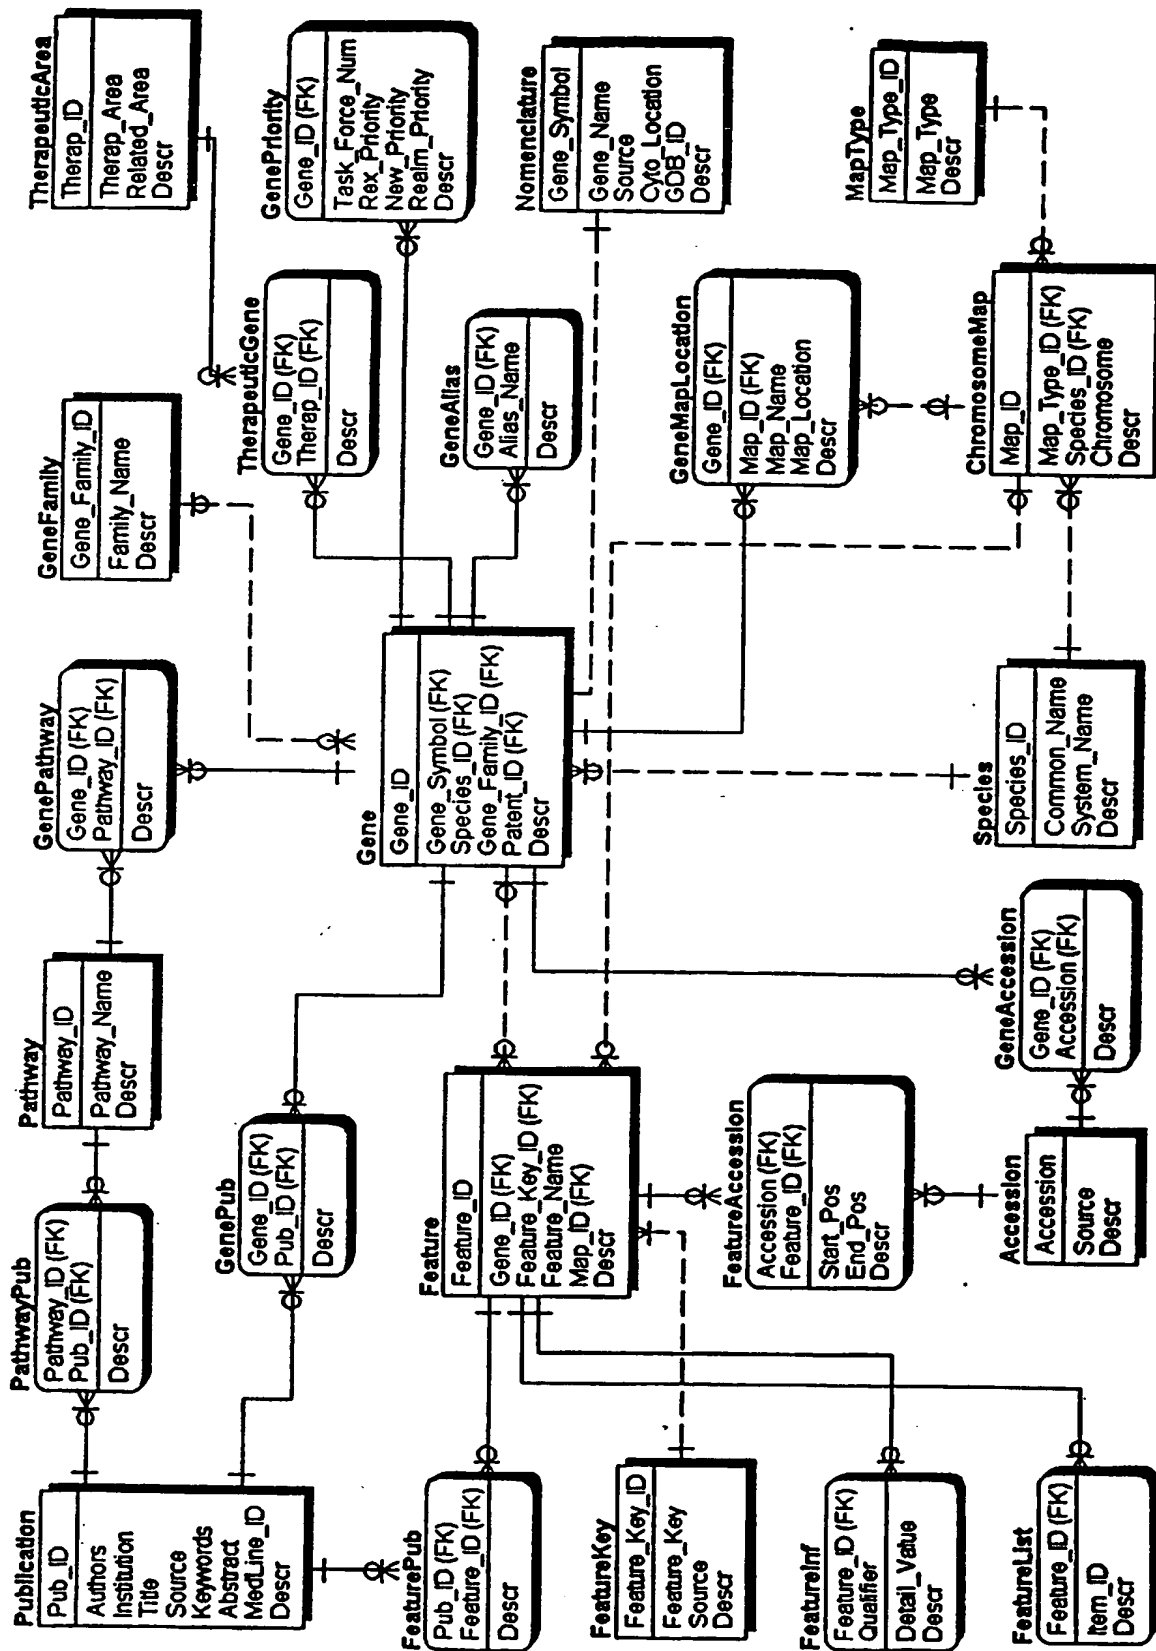 Publication
Pub_ID
Authors
Institution
Title
Source
Keywords
Abstract
MedLine_ID
Descr
PathwayPub
Pathway_ID (FK)
Pub_ID (FK)
Descr
Pathway
Pathway_ID
Pathway_Name
Descr
GenePathway
Gene_ID (FK)
Pathway_ID (FK)
Descr
GeneFamily
Gene_Family_ID
Family_Name
Descr
TherapeuticArea
Therap_ID
Therap_Area
Related_Area
Descr
FeaturePub
Pub_ID (FK)
Feature_ID (FK)
Descr
GenePub
Gene_ID (FK)
Pub_ID (FK)
Descr
Gene
Gene_ID
Gene_Symbol (FK)
Species_ID (FK)
Gene_Family_ID (FK)
Patent_ID (FK)
Descr
TherapeuticGene
Gene_ID (FK)
Therap_ID (FK)
Descr
GenePriority
Gene_ID (FK)
Task_Force_Num
Rex_Priority
New_Priority
Realm_Priority
Descr
GeneAlias
Gene_ID (FK)
Alias_Name
Descr
Nomenclature
Gene_Symbol
Gene_Name
Source
Cyto_Location
GDB_ID
Descr
FeatureKey
Feature_Key_ID
Feature_Key
Source
Descr
Feature
Feature_ID
Gene_ID (FK)
Feature_Key_ID (FK)
Feature_Name
Map_ID (FK)
Descr
GeneMapLocation
Gene_ID (FK)
Map_ID (FK)
Map_Name
Map_Location
Descr
MapType
Map_Type_ID
Map_Type
Descr
FeatureInf
Feature_ID (FK)
Qualifier
Detail_Value
Descr
FeatureAccession
Accession (FK)
Feature_ID (FK)
Start_Pos
End_Pos
Descr
FeatureList
Feature_ID (FK)
Item_ID
Descr
Accession
Accession
Source
Descr
GeneAccession
Gene_ID (FK)
Accession (FK)
Descr
Species
Species_ID
Common_Name
System_Name
Descr
ChromosomeMap
Map_ID
Map_Type_ID (FK)
Species_ID (FK)
Chromosome
Descr